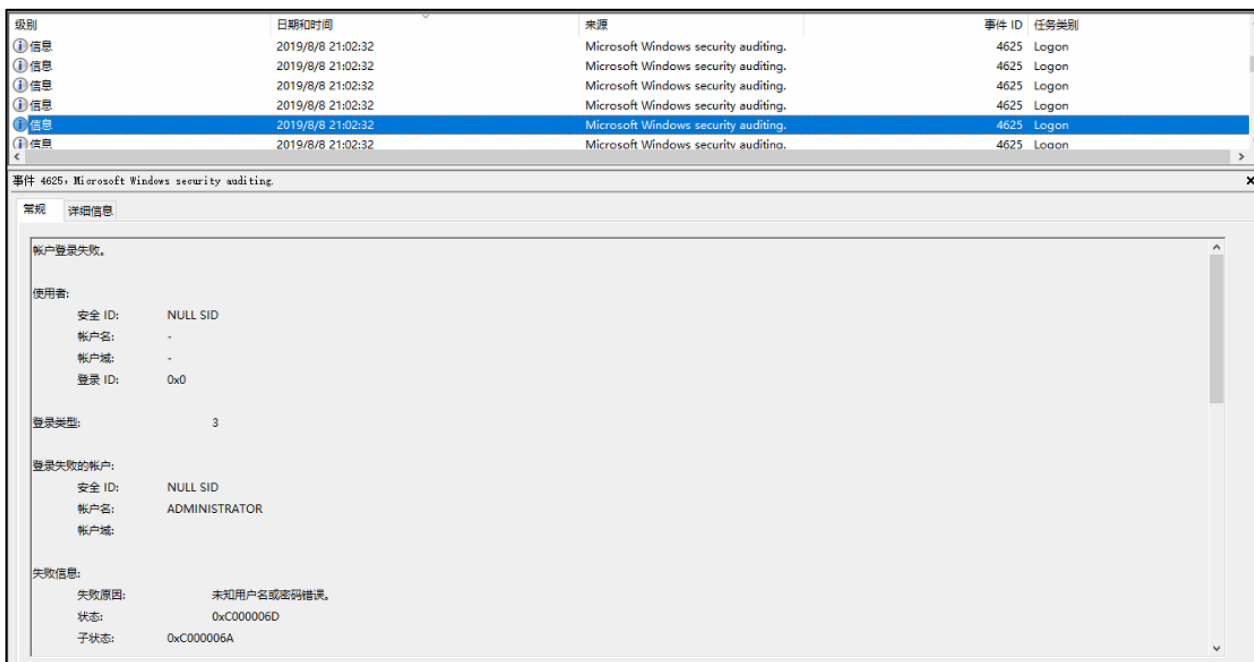 级别 日期和时间 来源 事件 ID 任务类别
信息 2019/8/8 21:02:32 Microsoft Windows security auditing. 4625 Logon
信息 2019/8/8 21:02:32 Microsoft Windows security auditing. 4625 Logon
信息 2019/8/8 21:02:32 Microsoft Windows security auditing. 4625 Logon
信息 2019/8/8 21:02:32 Microsoft Windows security auditing. 4625 Logon
信息 2019/8/8 21:02:32 Microsoft Windows security auditing. 4625 Logon
信息 2019/8/8 21:02:32 Microsoft Windows security auditing. 4625 Logon
事件 4625，Microsoft Windows security auditing.
常规 详细信息
帐户登录失败。
使用者:
安全 ID: NULL SID
帐户名: -
帐户域: -
登录 ID: 0x0
登录类型: 3
登录失败的帐户:
安全 ID: NULL SID
帐户名: ADMINISTRATOR
帐户域:
失败信息:
失败原因: 未知用户名或密码错误。
状态: 0xC000006D
子状态: 0xC000006A